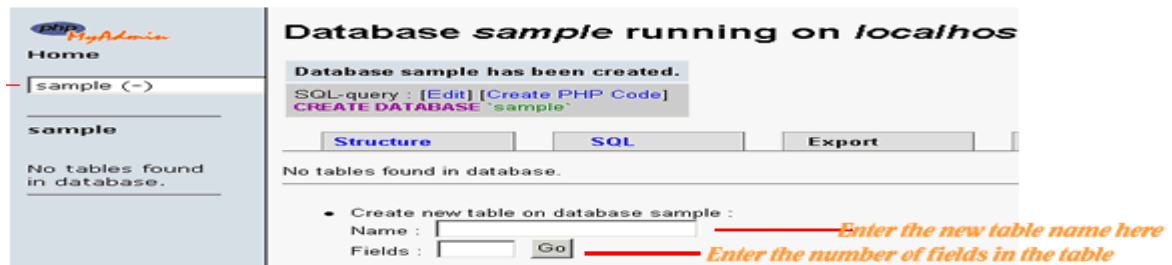 php
MyAdmin
Home
sample (-)
sample
No tables found
in database.
Database sample running on localhos
Database sample has been created.
SQL-query : [Edit] [Create PHP Code]
CREATE DATABASE `sample`
Structure SQL Export
No tables found in database.
• Create new table on database sample :
Name : Enter the new table name here
Fields : Go Enter the number of fields in the table